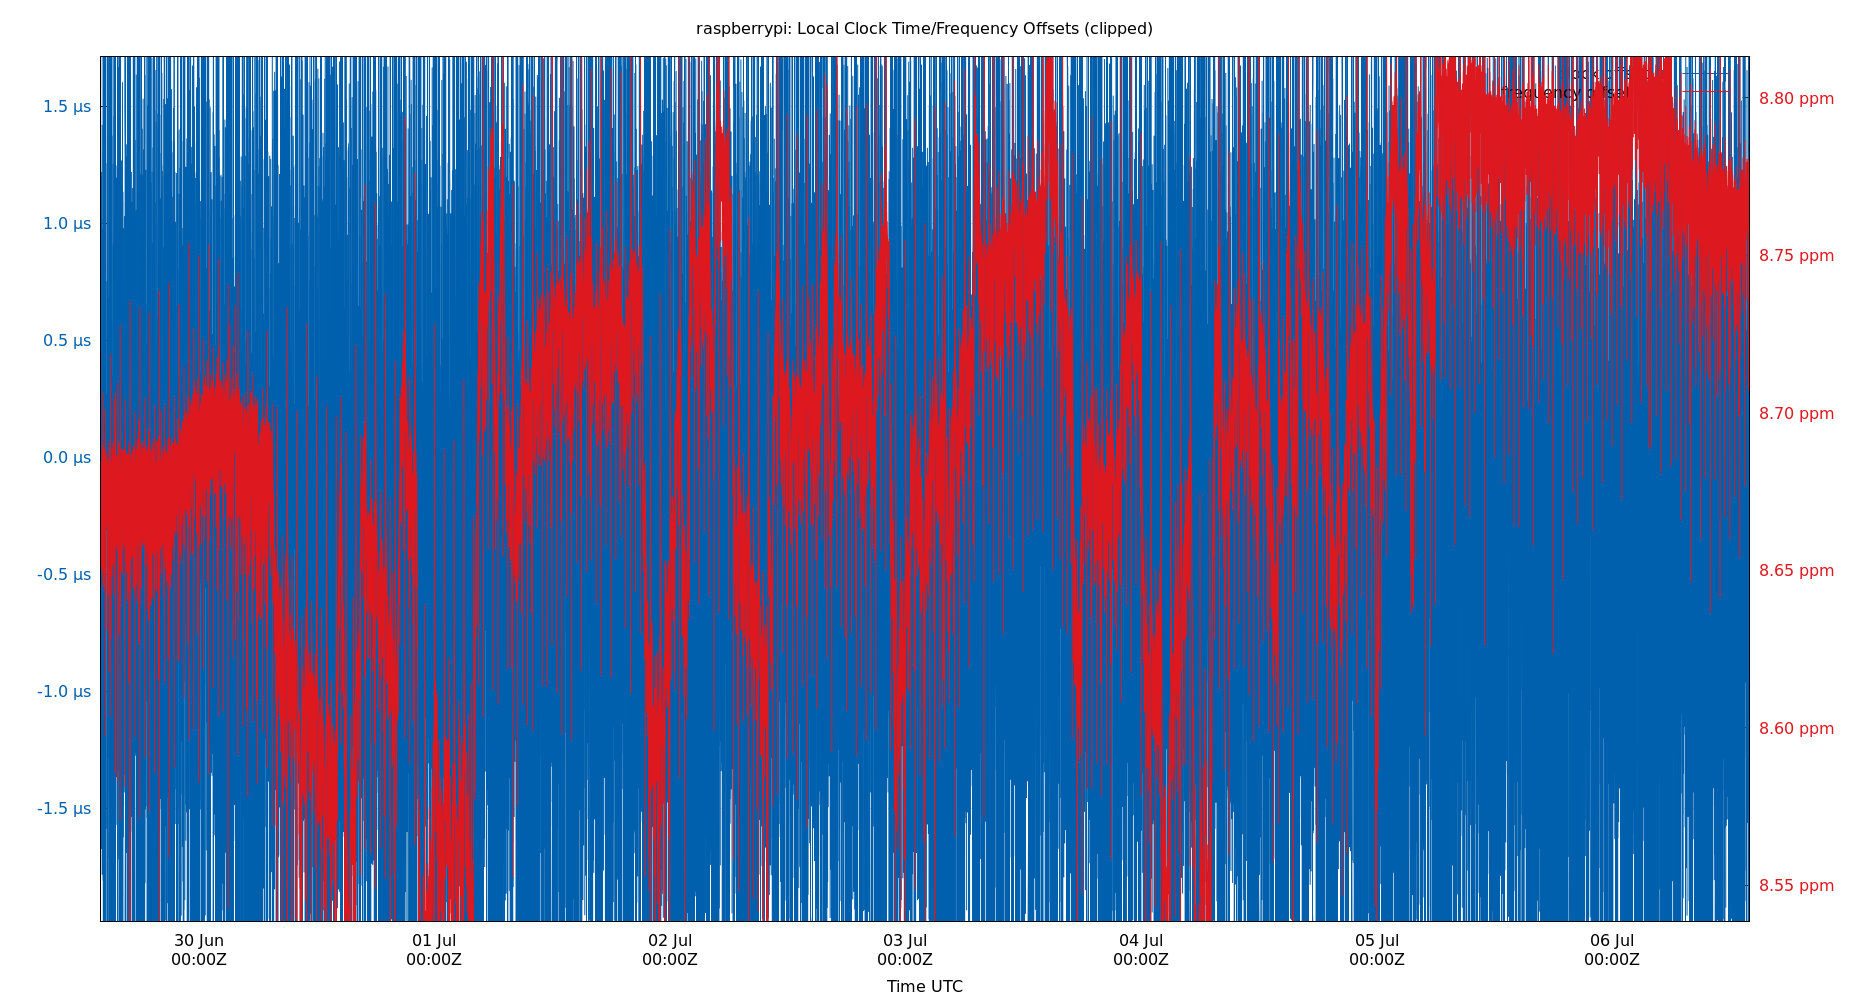 raspberrypi: Local Clock Time/Frequency Offsets (clipped)
frequency offset
1.5 µs
1.0 µs
0.5 µs
0.0 µs
-0.5 µs
-1.0 µs
-1.5 µs
8.80 ppm
8.75 ppm
8.70 ppm
8.65 ppm
8.60 ppm
8.55 ppm
30 Jun 01 Jul 02 Jul 03 Jul 04 Jul 05 Jul 06 Jul
00:00Z 00:00Z 00:00Z 00:00Z 00:00Z 00:00Z 00:00Z
Time UTC